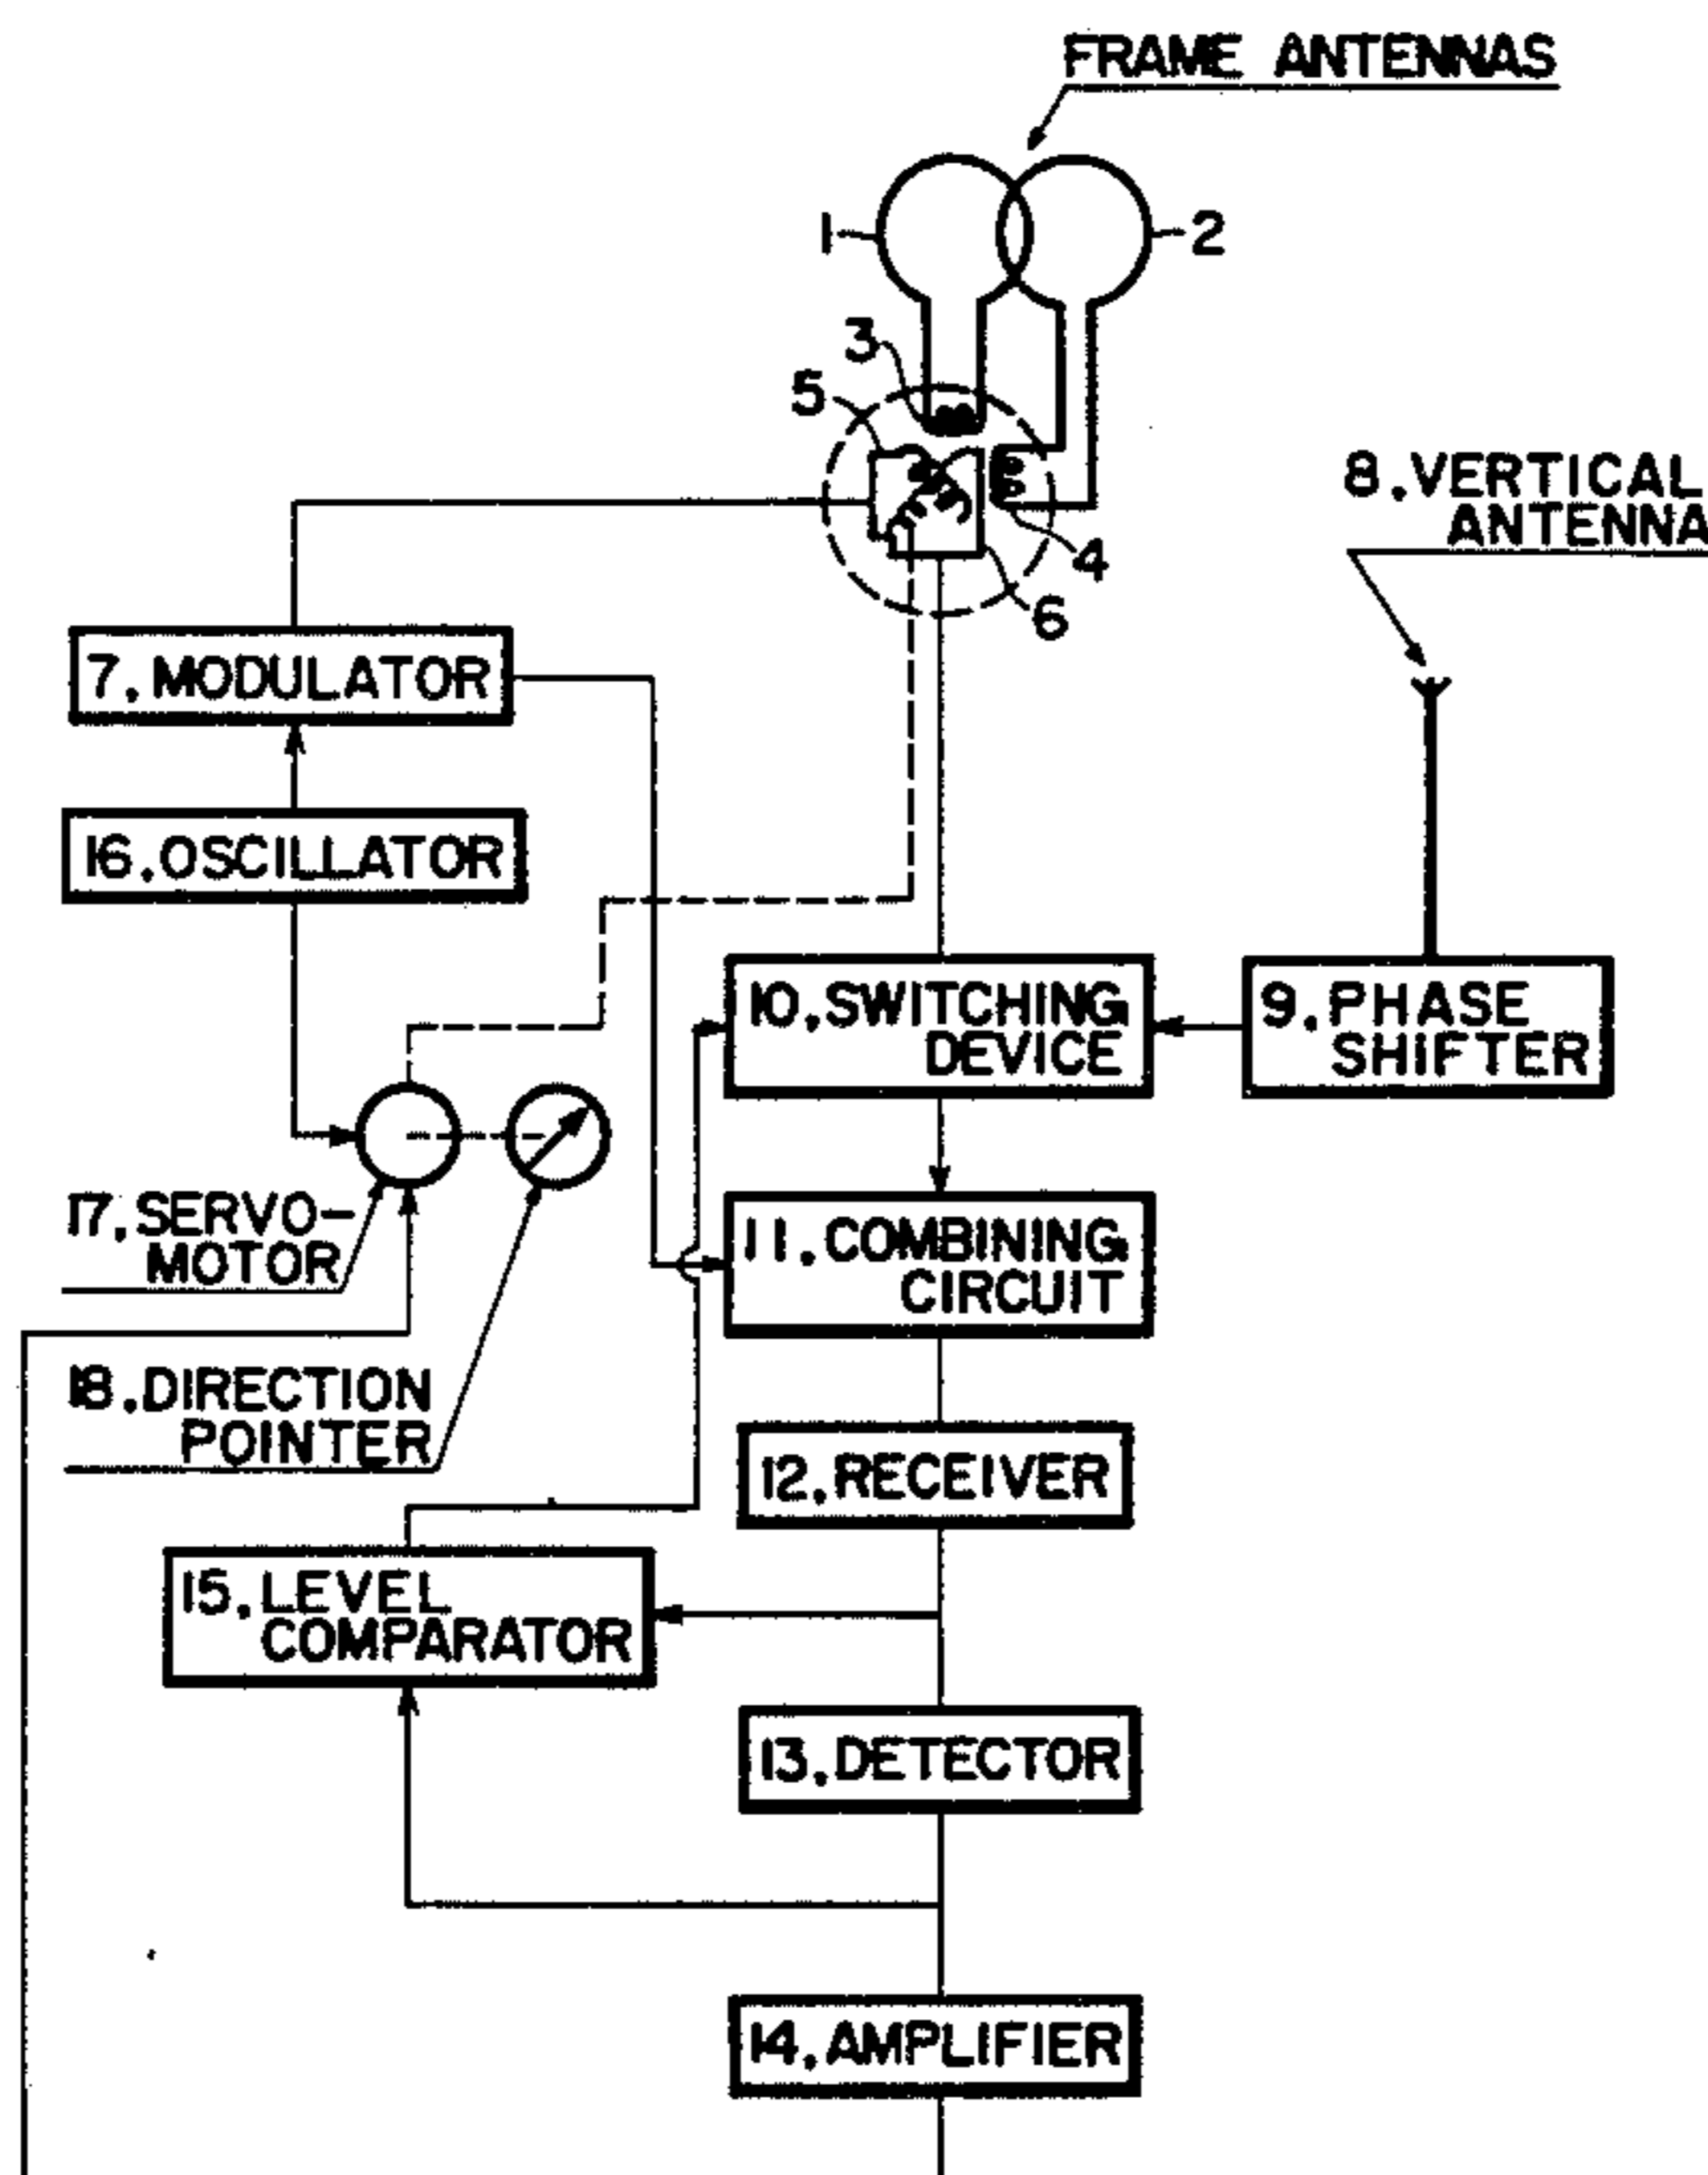 FRAME ANTENNAS
1
2
3
5
8.VERTICAL
ANTENNA
4
6
7.MODULATOR
16.OSCILLATOR
10.SWITCHING
DEVICE
9.PHASE
SHIFTER
17.SERVO-
MOTOR
11.COMBINING
CIRCUIT
18.DIRECTION
POINTER
12.RECEIVER
15.LEVEL
COMPARATOR
13.DETECTOR
14.AMPLIFIER